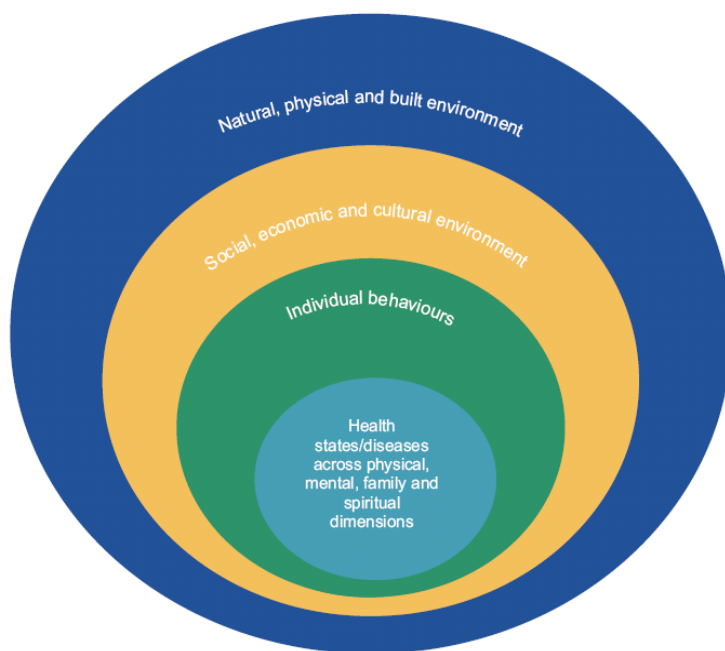 Natural, physical and built environment
Social, economic and cultural environment
Individual behaviours
Health
states/diseases
across physical,
mental, family and
spiritual
dimensions